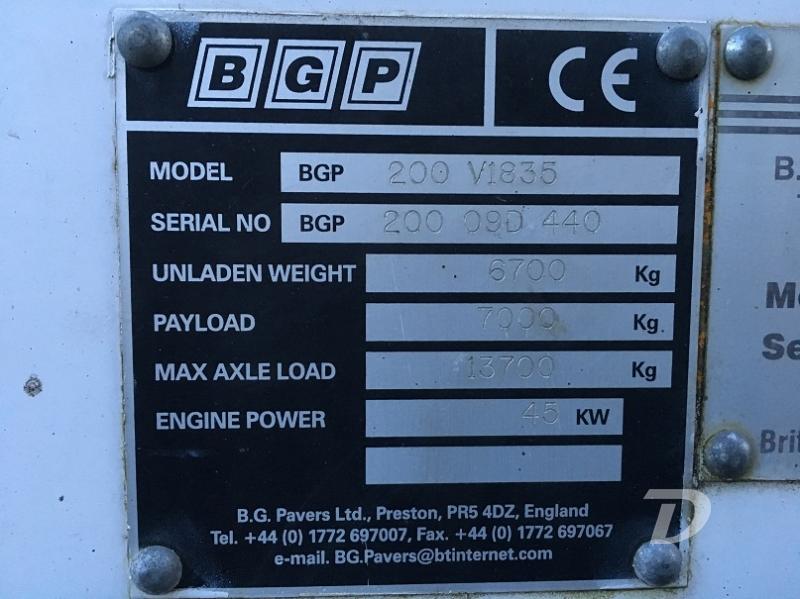 BGP CE
MODEL BGP 200 V1835
SERIAL NO BGP 200 09D 440
UNLADEN WEIGHT 6700 Kg
PAYLOAD 7000 Kg
MAX AXLE LOAD 13700 Kg
ENGINE POWER 45 KW
B.G. Pavers Ltd., Preston, PR5 4DZ, England
Tel. +44 (0) 1772 697007, Fax. +44 (0) 1772 697067
e-mail. BG.Pavers@btinternet.com
B.
Se
Brit
D